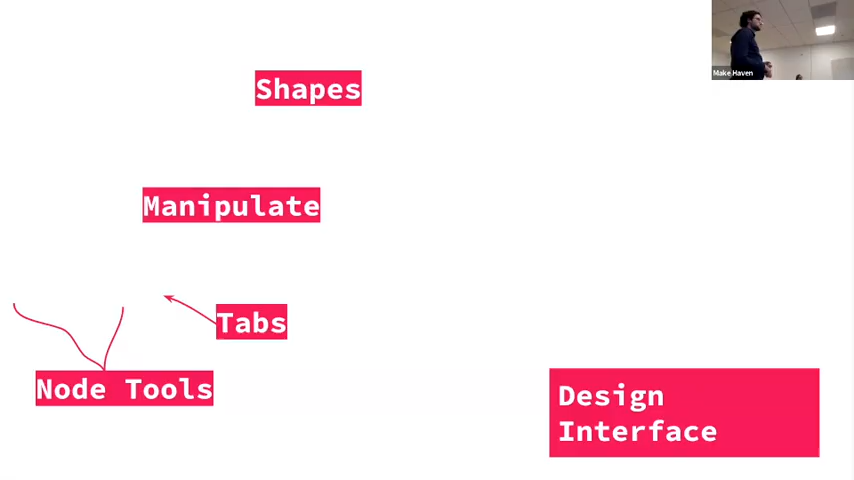 Shapes
Make Haven
Manipulate
Tabs
Node Tools
Design
Interface